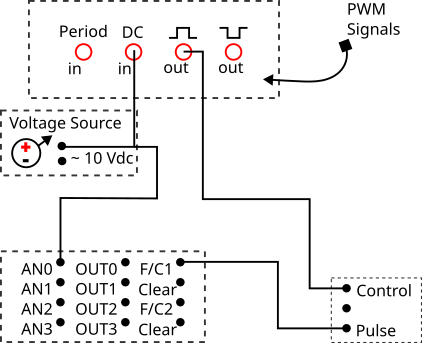 PWM
Signals
Period DC
in in out out
Voltage Source
~ 10 Vdc
AN0 OUT0 F/C1
AN1 OUT1 Clear
AN2 OUT2 F/C2
AN3 OUT3 Clear
Control
Pulse